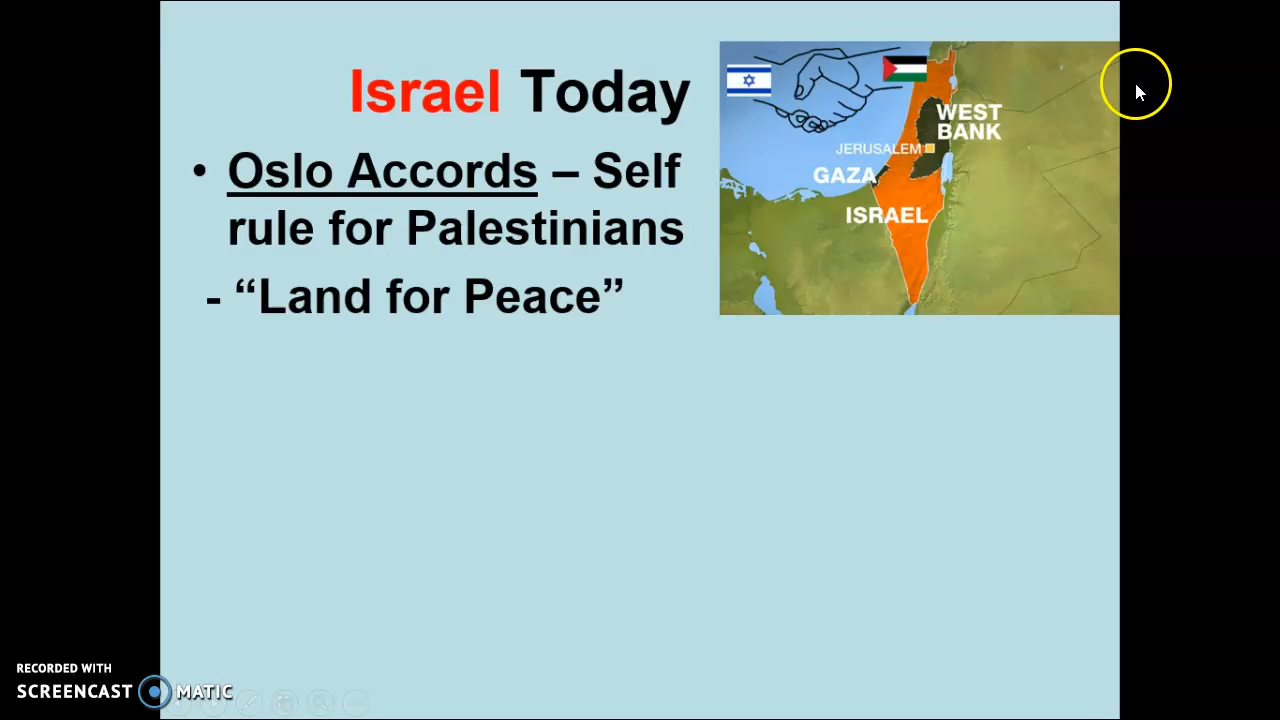 Israel Today
• Oslo Accords – Self
rule for Palestinians
- “Land for Peace”
WEST
BANK
JERUSALEM
GAZA
ISRAEL
RECORDED WITH
SCREENCAST MATIC